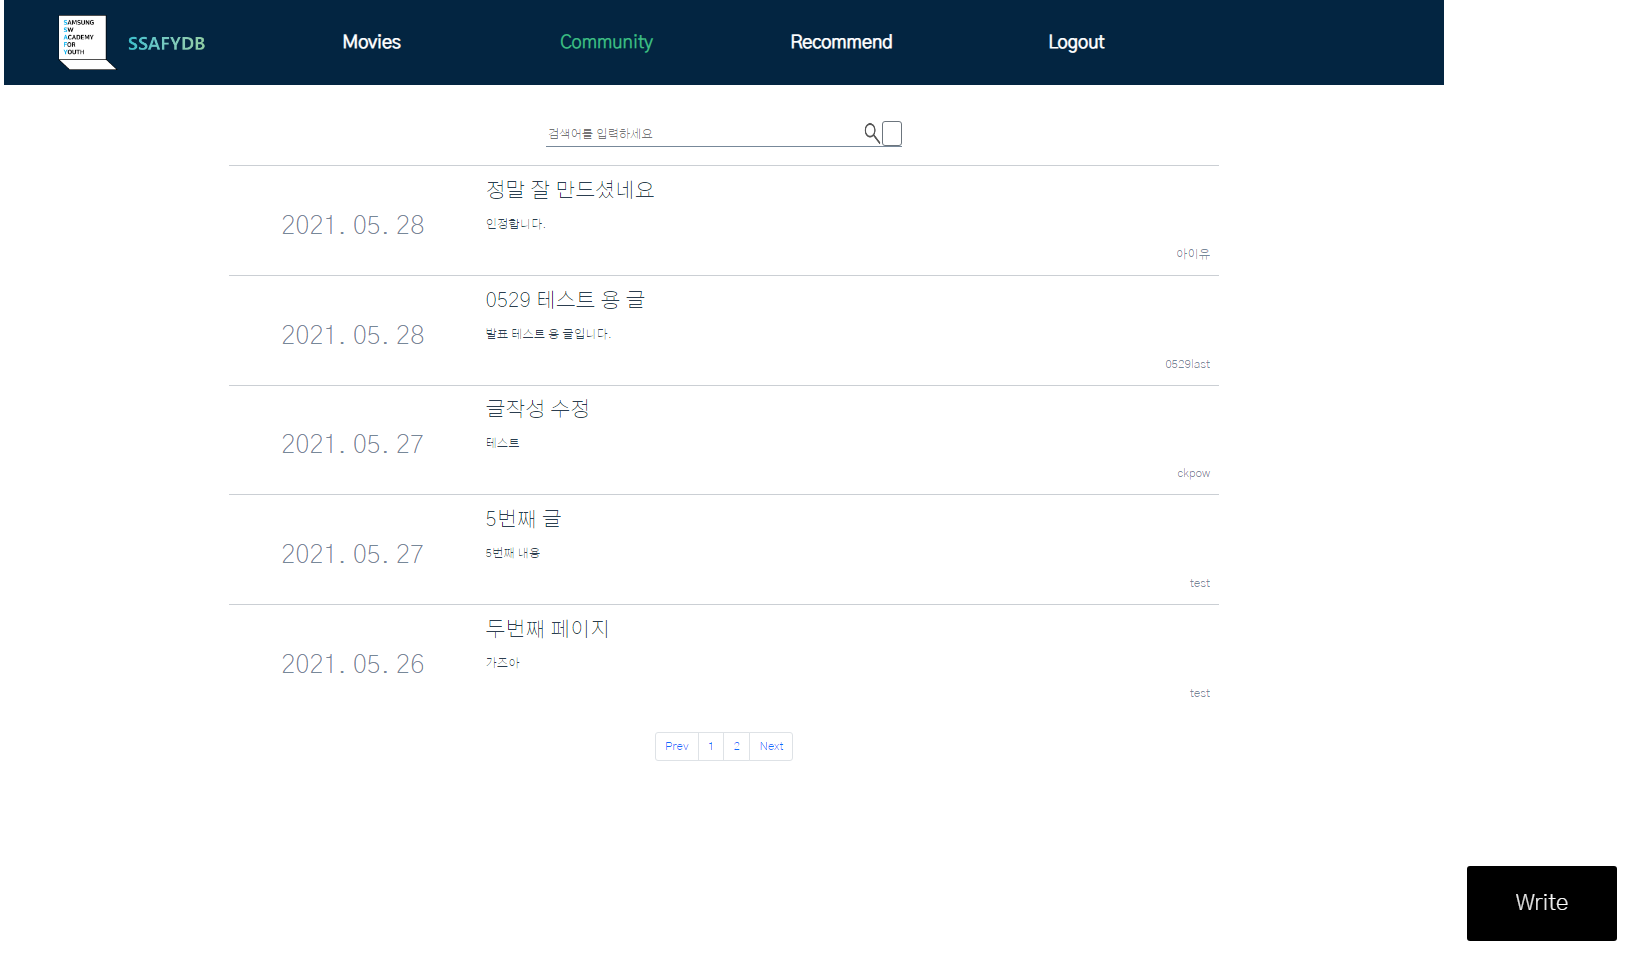 SAMSUNG
SW
ACADEMY
FOR
YOUTH
SSAFYDB
Movies
Community
Recommend
Logout
검색어를 입력하세요
정말 잘 만드셨네요
2021. 05. 28
인정합니다.
아이유
0529 테스트 용 글
2021. 05. 28
발표 테스트 용 글입니다.
0529last
글작성 수정
2021. 05. 27
테스트
ckpow
5번째 글
2021. 05. 27
5번째 내용
test
두번째 페이지
2021. 05. 26
가즈아
test
Prev 1 2 Next
Write